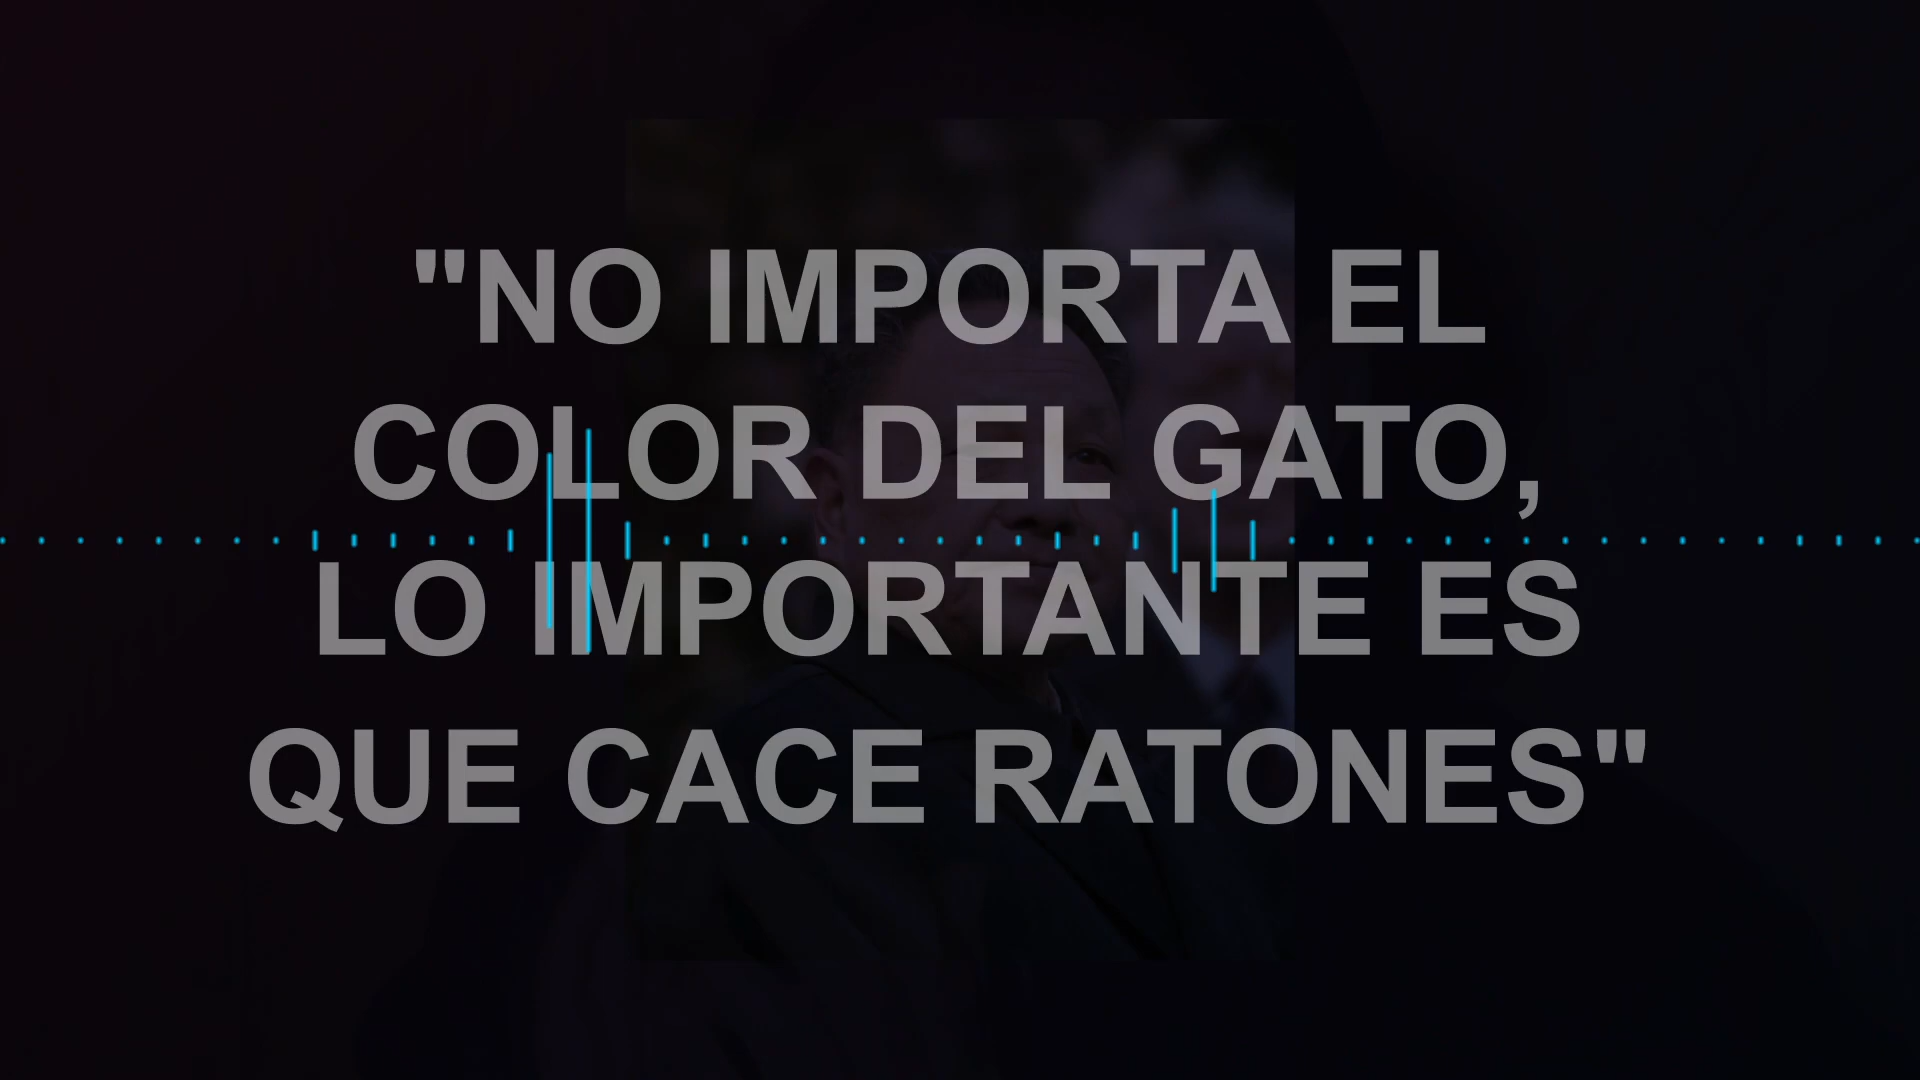 "NO IMPORTA EL
COLOR DEL GATO,
LO IMPORTANTE ES
QUE CACE RATONES"